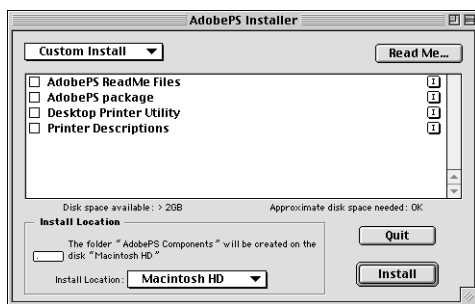 AdobePS Installer
Custom Install
Read Me...
AdobePS ReadMe Files
AdobePS package
Desktop Printer Utility
Printer Descriptions
Disk space available: > 2GB
Approximate disk space needed: 0K
Install Location
The folder "AdobePS Components" will be created on the
disk "Macintosh HD"
Install Location: Macintosh HD
Quit
Install